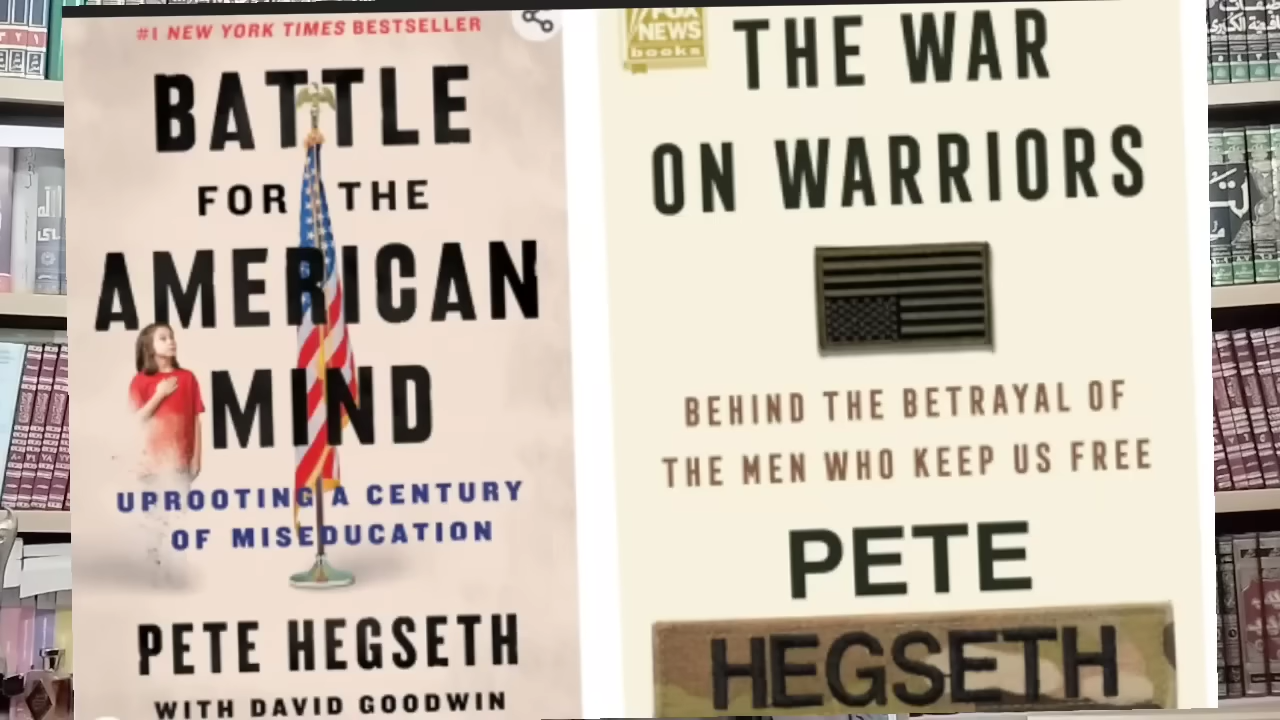 #1 NEW YORK TIMES BESTSELLER
BATTLE
FOR THE
AMERICAN
MIND
UPROOTING A CENTURY
OF MISEDUCATION
PETE HEGSETH
WITH DAVID GOODWIN
FOX
NEWS
books
THE WAR
ON WARRIORS
BEHIND THE BETRAYAL OF
THE MEN WHO KEEP US FREE
PETE
HEGSETH